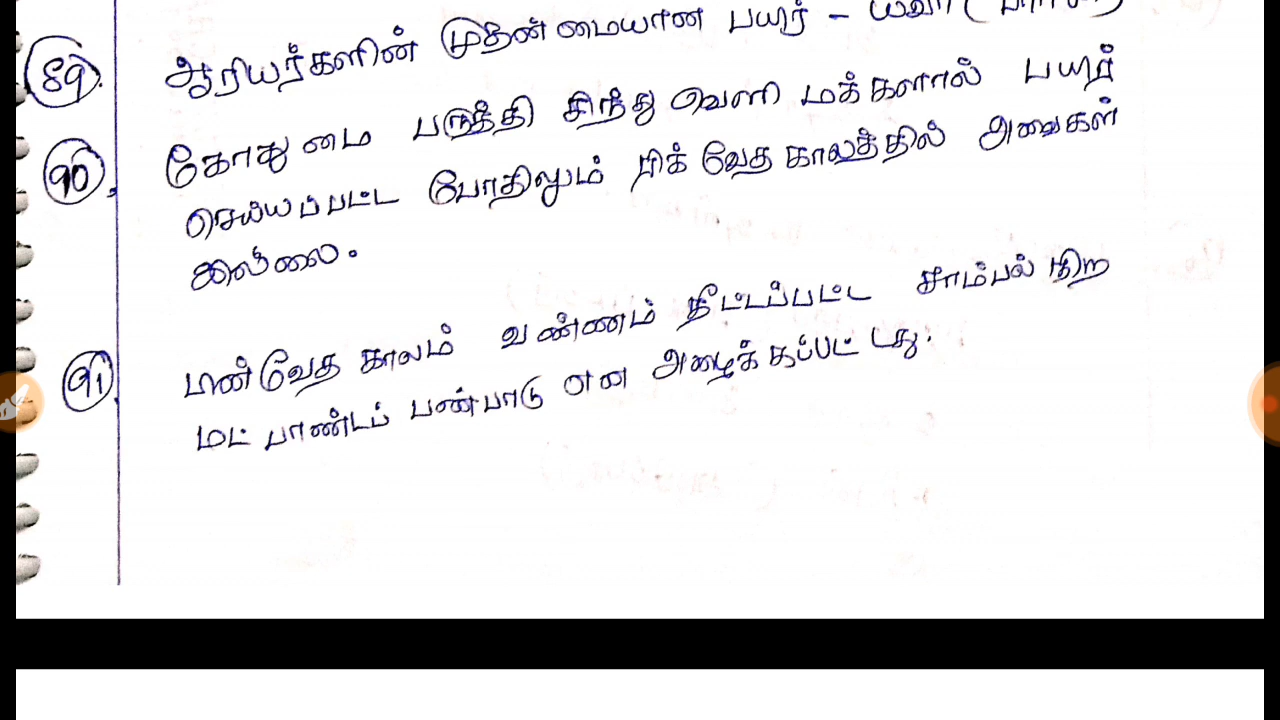 89. ஆரியர்களின் முதன்மையான பயிர் - யவா (
90. கோதுமை பருத்தி சிந்து வெளி மக்களால் பயிர்
செய்யப்பட்ட போதிலும் ரிக் வேத காலத்தில் அவைகள்
இல்லை.
91. பின் வேத காலம் வண்ணம் தீட்டப்பட்ட சாம்பல் நிற
மட் பாண்டப் பண்பாடு என அழைக்கப்பட்டது.